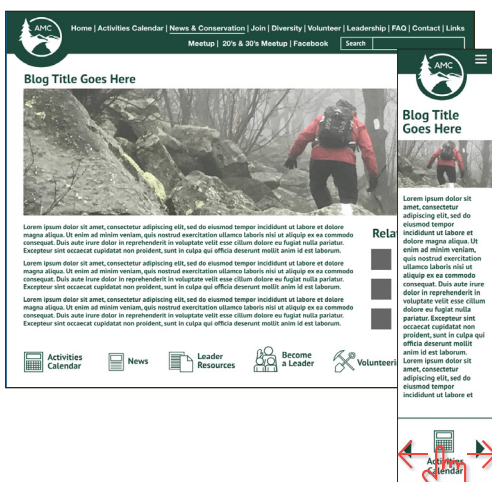 AMC
Home | Activities Calendar | News & Conservation | Join | Diversity | Volunteer | Leadership | FAQ | Contact | Links
Meetup | 20's & 30's Meetup | Facebook
Search
Blog Title Goes Here
Lorem ipsum dolor sit amet, consectetur adipiscing elit, sed do eiusmod tempor incididunt ut labore et dolore
magna aliqua. Ut enim ad minim veniam, quis nostrud exercitation ullamco laboris nisi ut aliquip ex ea commodo
consequat. Duis aute irure dolor in reprehenderit in voluptate velit esse cillum dolore eu fugiat nulla pariatur.
Excepteur sint occaecat cupidatat non proident, sunt in culpa qui officia deserunt mollit anim id est laborum.
Lorem ipsum dolor sit amet, consectetur adipiscing elit, sed do eiusmod tempor incididunt ut labore et dolore
magna aliqua. Ut enim ad minim veniam, quis nostrud exercitation ullamco laboris nisi ut aliquip ex ea commodo
consequat. Duis aute irure dolor in reprehenderit in voluptate velit esse cillum dolore eu fugiat nulla pariatur.
Excepteur sint occaecat cupidatat non proident, sunt in culpa qui officia deserunt mollit anim id est laborum.
Lorem ipsum dolor sit amet, consectetur adipiscing elit, sed do eiusmod tempor incididunt ut labore et dolore
magna aliqua. Ut enim ad minim veniam, quis nostrud exercitation ullamco laboris nisi ut aliquip ex ea commodo
consequat. Duis aute irure dolor in reprehenderit in voluptate velit esse cillum dolore eu fugiat nulla pariatur.
Excepteur sint occaecat cupidatat non proident, sunt in culpa qui officia deserunt mollit anim id est laborum.
Rela
Activities
Calendar
News
Leader
Resources
Become
a Leader
Volunteeri
AMC
Blog Title
Goes Here
Lorem ipsum dolor sit
amet, consectetur
adipiscing elit, sed do
eiusmod tempor
incididunt ut labore et
dolore magna aliqua. Ut
enim ad minim veniam,
quis nostrud exercitation
ullamco laboris nisi ut
aliquip ex ea commodo
consequat. Duis aute irure
dolor in reprehenderit in
voluptate velit esse cillum
dolore eu fugiat nulla
pariatur. Excepteur sint
occaecat cupidatat non
proident, sunt in culpa qui
officia deserunt mollit
anim id est laborum.
Lorem ipsum dolor sit
amet, consectetur
adipiscing elit, sed do
eiusmod tempor
incididunt ut labore et
Activities
Calendar